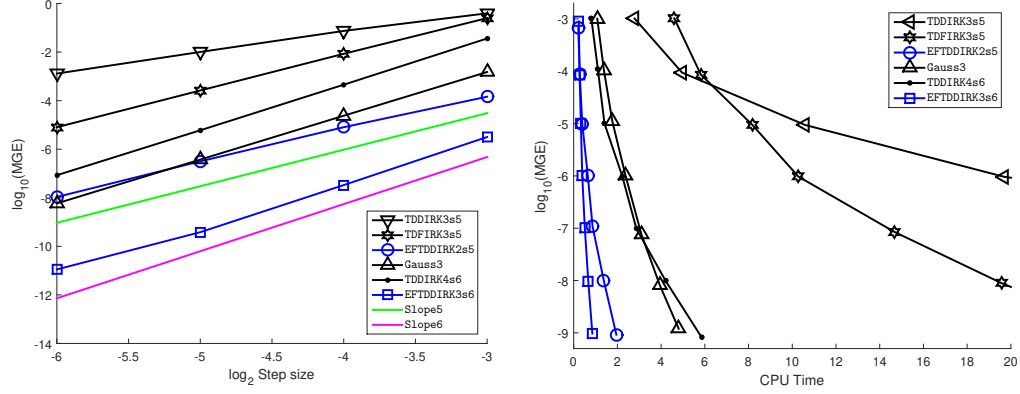 0
-2
-4
-6
-8
-10
-12
-14
log10(MGE)
-6
-5.5
-5
-4.5
-4
-3.5
-3
log2 Step size
TDDIRK3s5
TDFIRK3s5
EFTDDIRK2s5
Gauss3
TDDIRK4s6
EFTDDIRK3s6
Slope5
Slope6
-3
-4
-5
-6
-7
-8
-9
log10(MGE)
0
2
4
6
8
10
12
14
16
18
20
CPU Time
TDDIRK3s5
TDFIRK3s5
EFTDDIRK2s5
Gauss3
TDDIRK4s6
EFTDDIRK3s6